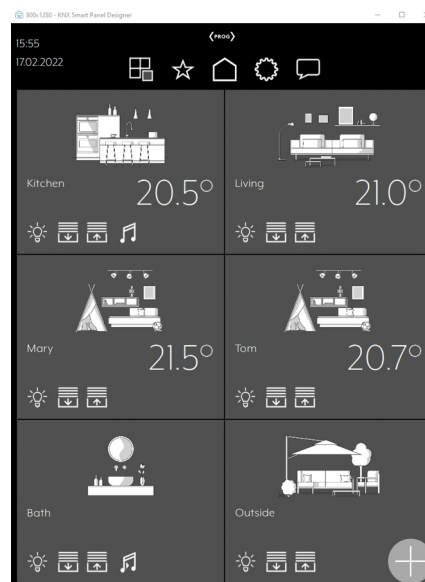 800x1280 - KNX Smart Panel Designer
15:55
17.02.2022
<PROG>
Kitchen
20.5°
Living
21.0°
Mary
21.5°
Tom
20.7°
Bath
Outside